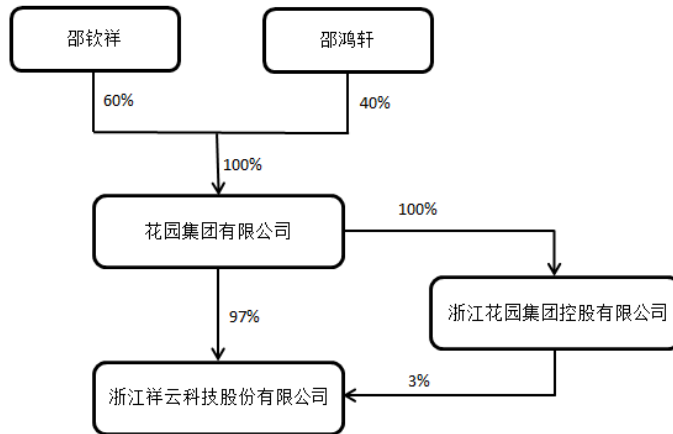 邵钦祥
邵鸿轩
60%
40%
100%
花园集团有限公司
100%
97%
浙江花园集团控股有限公司
浙江祥云科技股份有限公司
3%